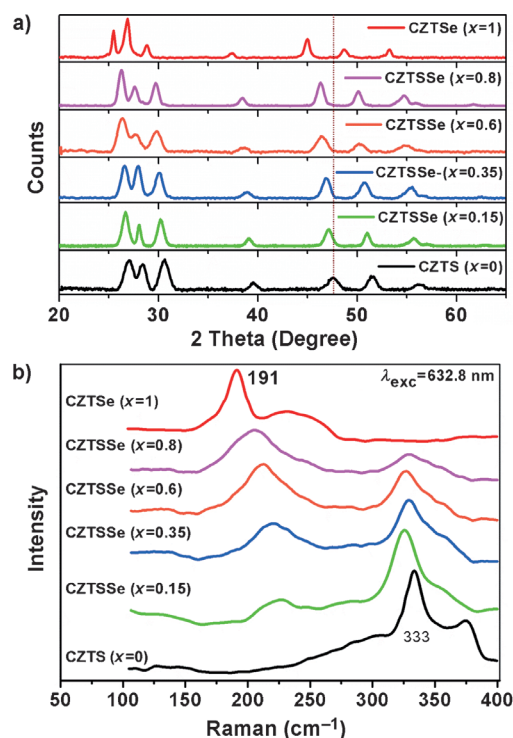 a)
CZTSe (x=1)
CZTSSe (x=0.8)
CZTSSe (x=0.6)
CZTSSe-(x=0.35)
CZTSSe (x=0.15)
CZTS (x=0)
Counts
20 30 40 50 60
2 Theta (Degree)
b)
191
λexc=632.8 nm
CZTSe (x=1)
CZTSSe (x=0.8)
CZTSSe (x=0.6)
CZTSSe (x=0.35)
CZTSSe (x=0.15)
333
CZTS (x=0)
Intensity
50 100 150 200 250 300 350 400
Raman (cm⁻¹)